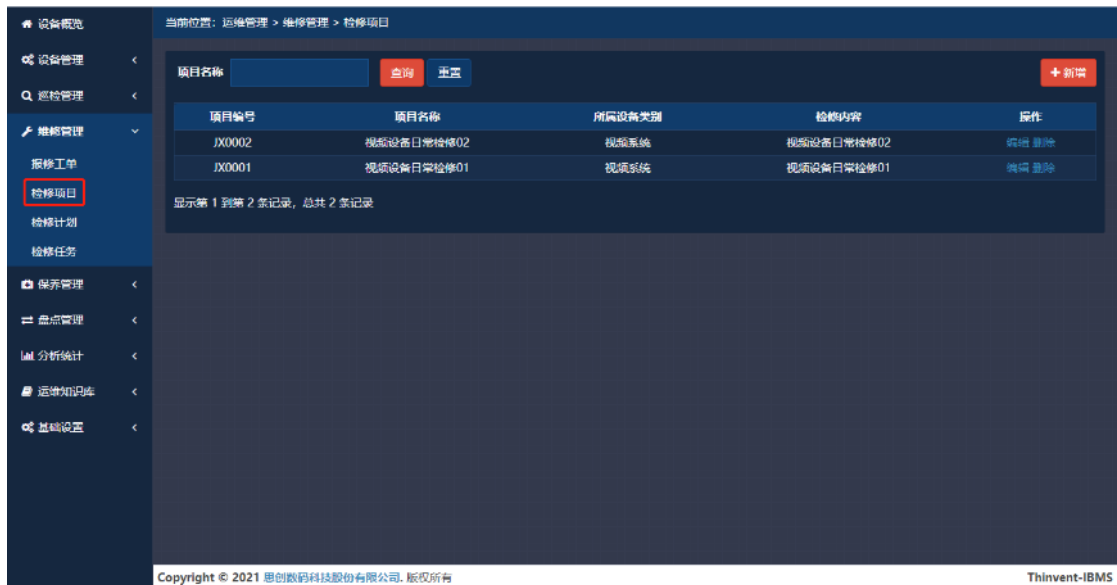 设备概览
设备管理
巡检管理
维修管理
报修工单
检修项目
检修计划
检修任务
保养管理
盘点管理
分析统计
运维知识库
基础设置
当前位置：运维管理 > 维修管理 > 检修项目
项目名称 查询 重置 新增
项目编号 项目名称 所属设备类别 检修内容 操作
JX0002 视频设备日常检修02 视频系统 视频设备日常检修02 编辑 删除
JX0001 视频设备日常检修01 视频系统 视频设备日常检修01 编辑 删除
显示第 1 到第 2 条记录，总共 2 条记录
Copyright © 2021 思创数码科技股份有限公司. 版权所有 Thinvent-IBMS